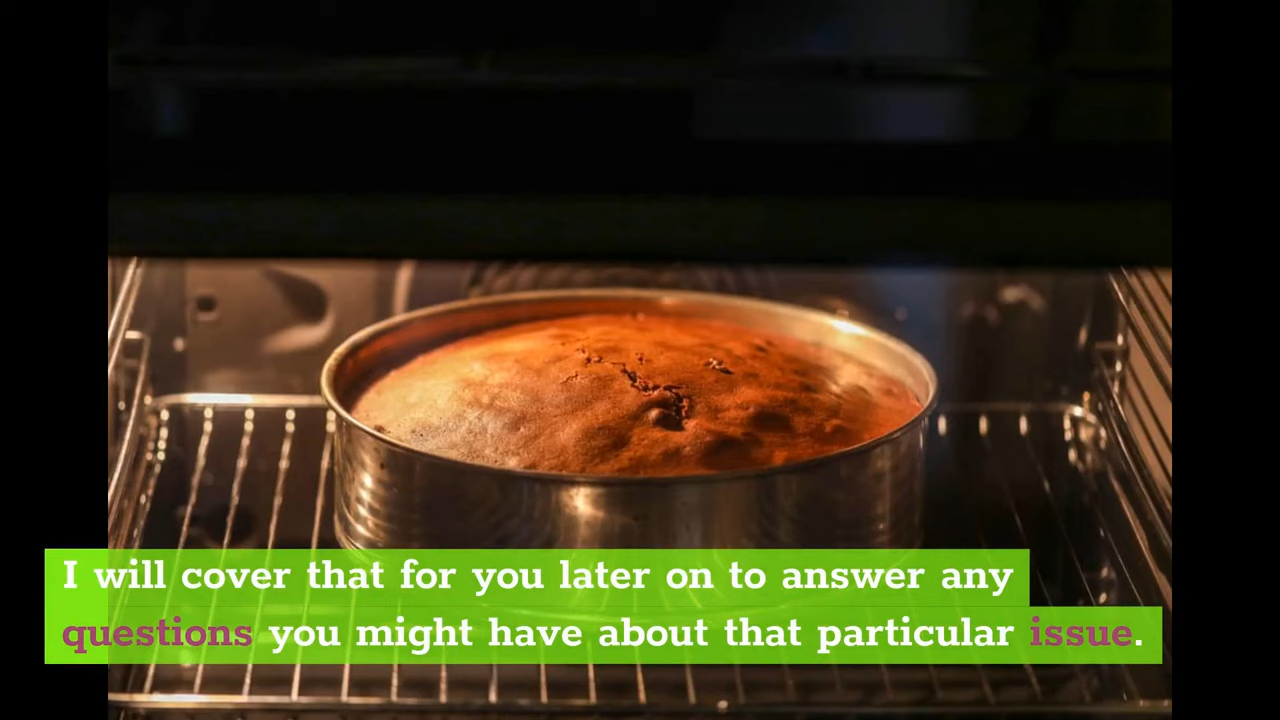 I will cover that for you later on to answer any
questions you might have about that particular issue.